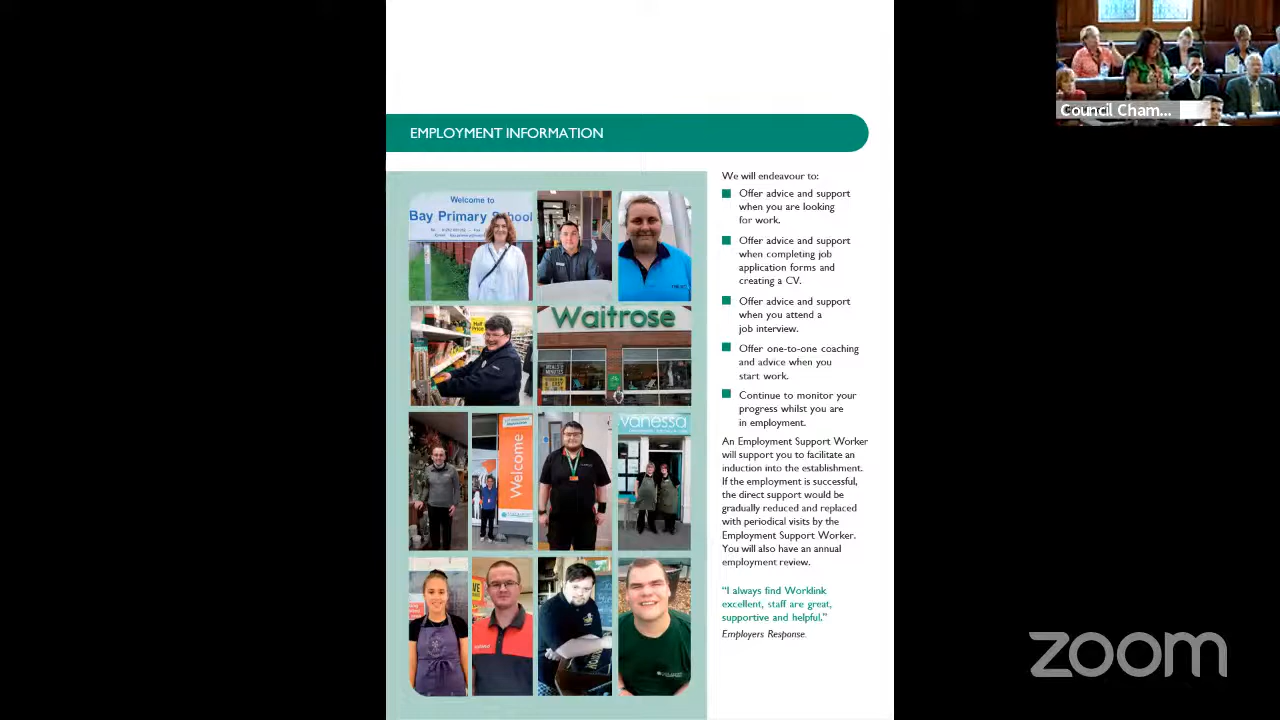 Council Cham...
EMPLOYMENT INFORMATION
Welcome to
Bay Primary School
Half
Price
Waitrose
Welcome
vanessa
We will endeavour to:
Offer advice and support
when you are looking
for work.
Offer advice and support
when completing job
application forms and
creating a CV.
Offer advice and support
when you attend a
job interview.
Offer one-to-one coaching
and advice when you
start work.
Continue to monitor your
progress whilst you are
in employment.
An Employment Support Worker
will support you to facilitate an
induction into the establishment.
If the employment is successful,
the direct support would be
gradually reduced and replaced
with periodical visits by the
Employment Support Worker.
You will also have an annual
employment review.
“I always find Worklink
excellent, staff are great,
supportive and helpful.”
Employers Response.
zoom